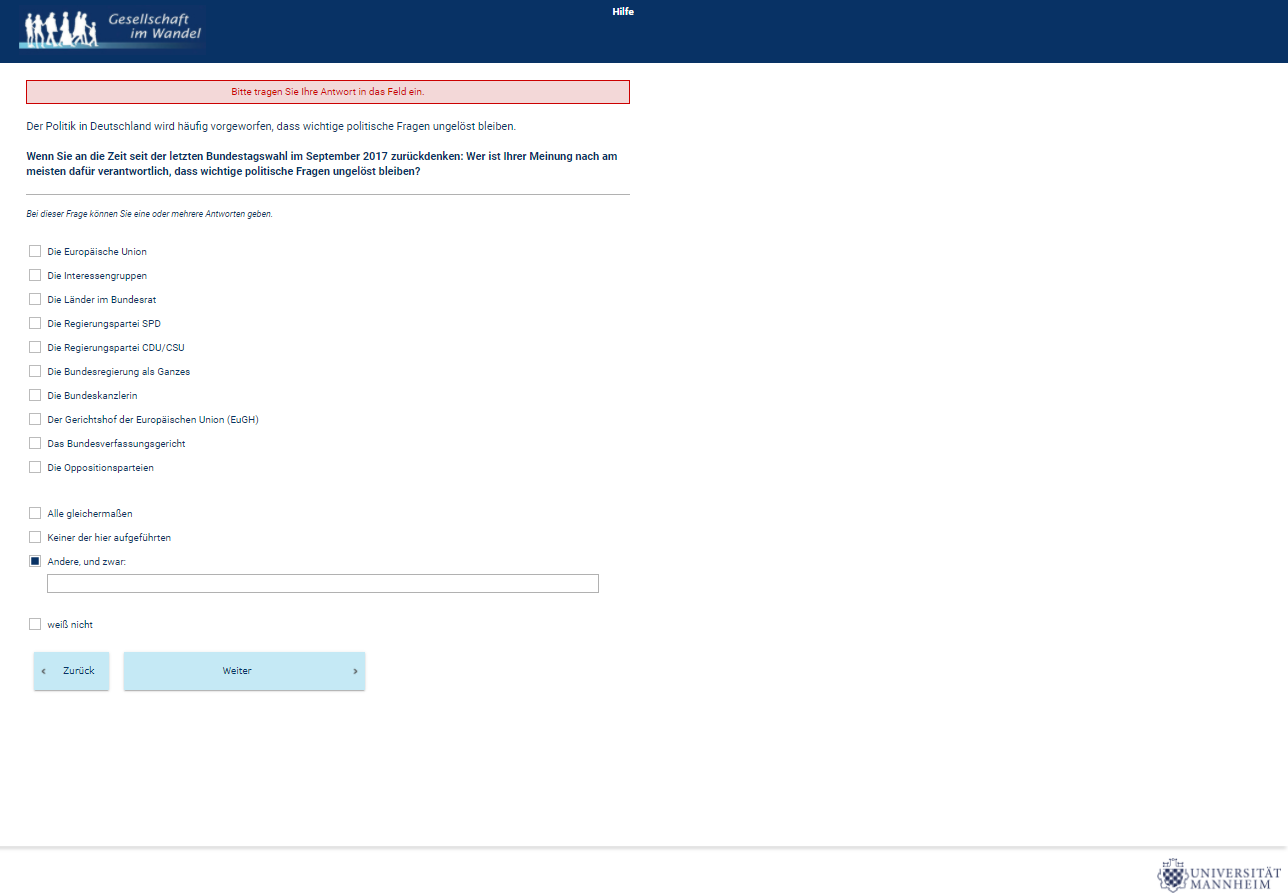 Gesellschaft
im Wandel
Hilfe
Bitte tragen Sie Ihre Antwort in das Feld ein.
Der Politik in Deutschland wird häufig vorgeworfen, dass wichtige politische Fragen ungelöst bleiben.
Wenn Sie an die Zeit seit der letzten Bundestagswahl im September 2017 zurückdenken: Wer ist Ihrer Meinung nach am
meisten dafür verantwortlich, dass wichtige politische Fragen ungelöst bleiben?
Bei dieser Frage können Sie eine oder mehrere Antworten geben.
Die Europäische Union
Die Interessengruppen
Die Länder im Bundesrat
Die Regierungspartei SPD
Die Regierungspartei CDU/CSU
Die Bundesregierung als Ganzes
Die Bundeskanzlerin
Der Gerichtshof der Europäischen Union (EuGH)
Das Bundesverfassungsgericht
Die Oppositionsparteien
Alle gleichermaßen
Keiner der hier aufgeführten
Andere, und zwar:
weiß nicht
‹ Zurück
Weiter ›
UNIVERSITÄT
MANNHEIM